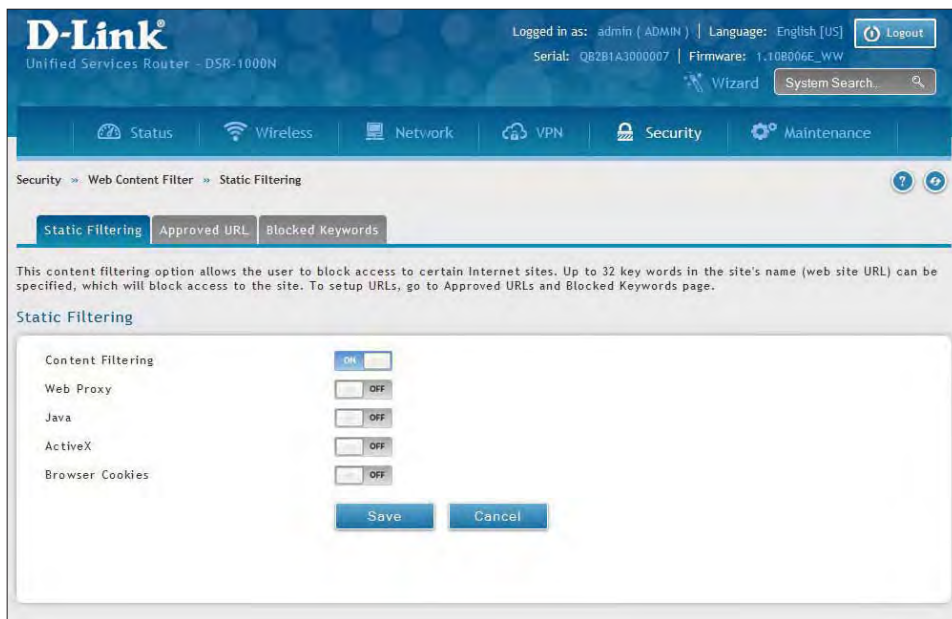 D-Link®
Logged in as: admin ( ADMIN ) | Language: English [US]
Logout
Unified Services Router - DSR-1000N
Serial: QB2B1A3000007 | Firmware: 1.10B006E_WW
Wizard
System Search..
Status
Wireless
Network
VPN
Security
Maintenance
Security » Web Content Filter » Static Filtering
?
Static Filtering
Approved URL
Blocked Keywords
This content filtering option allows the user to block access to certain Internet sites. Up to 32 key words in the site's name (web site URL) can be
specified, which will block access to the site. To setup URLs, go to Approved URLs and Blocked Keywords page.
Static Filtering
Content Filtering ON
Web Proxy OFF
Java OFF
ActiveX OFF
Browser Cookies OFF
Save
Cancel